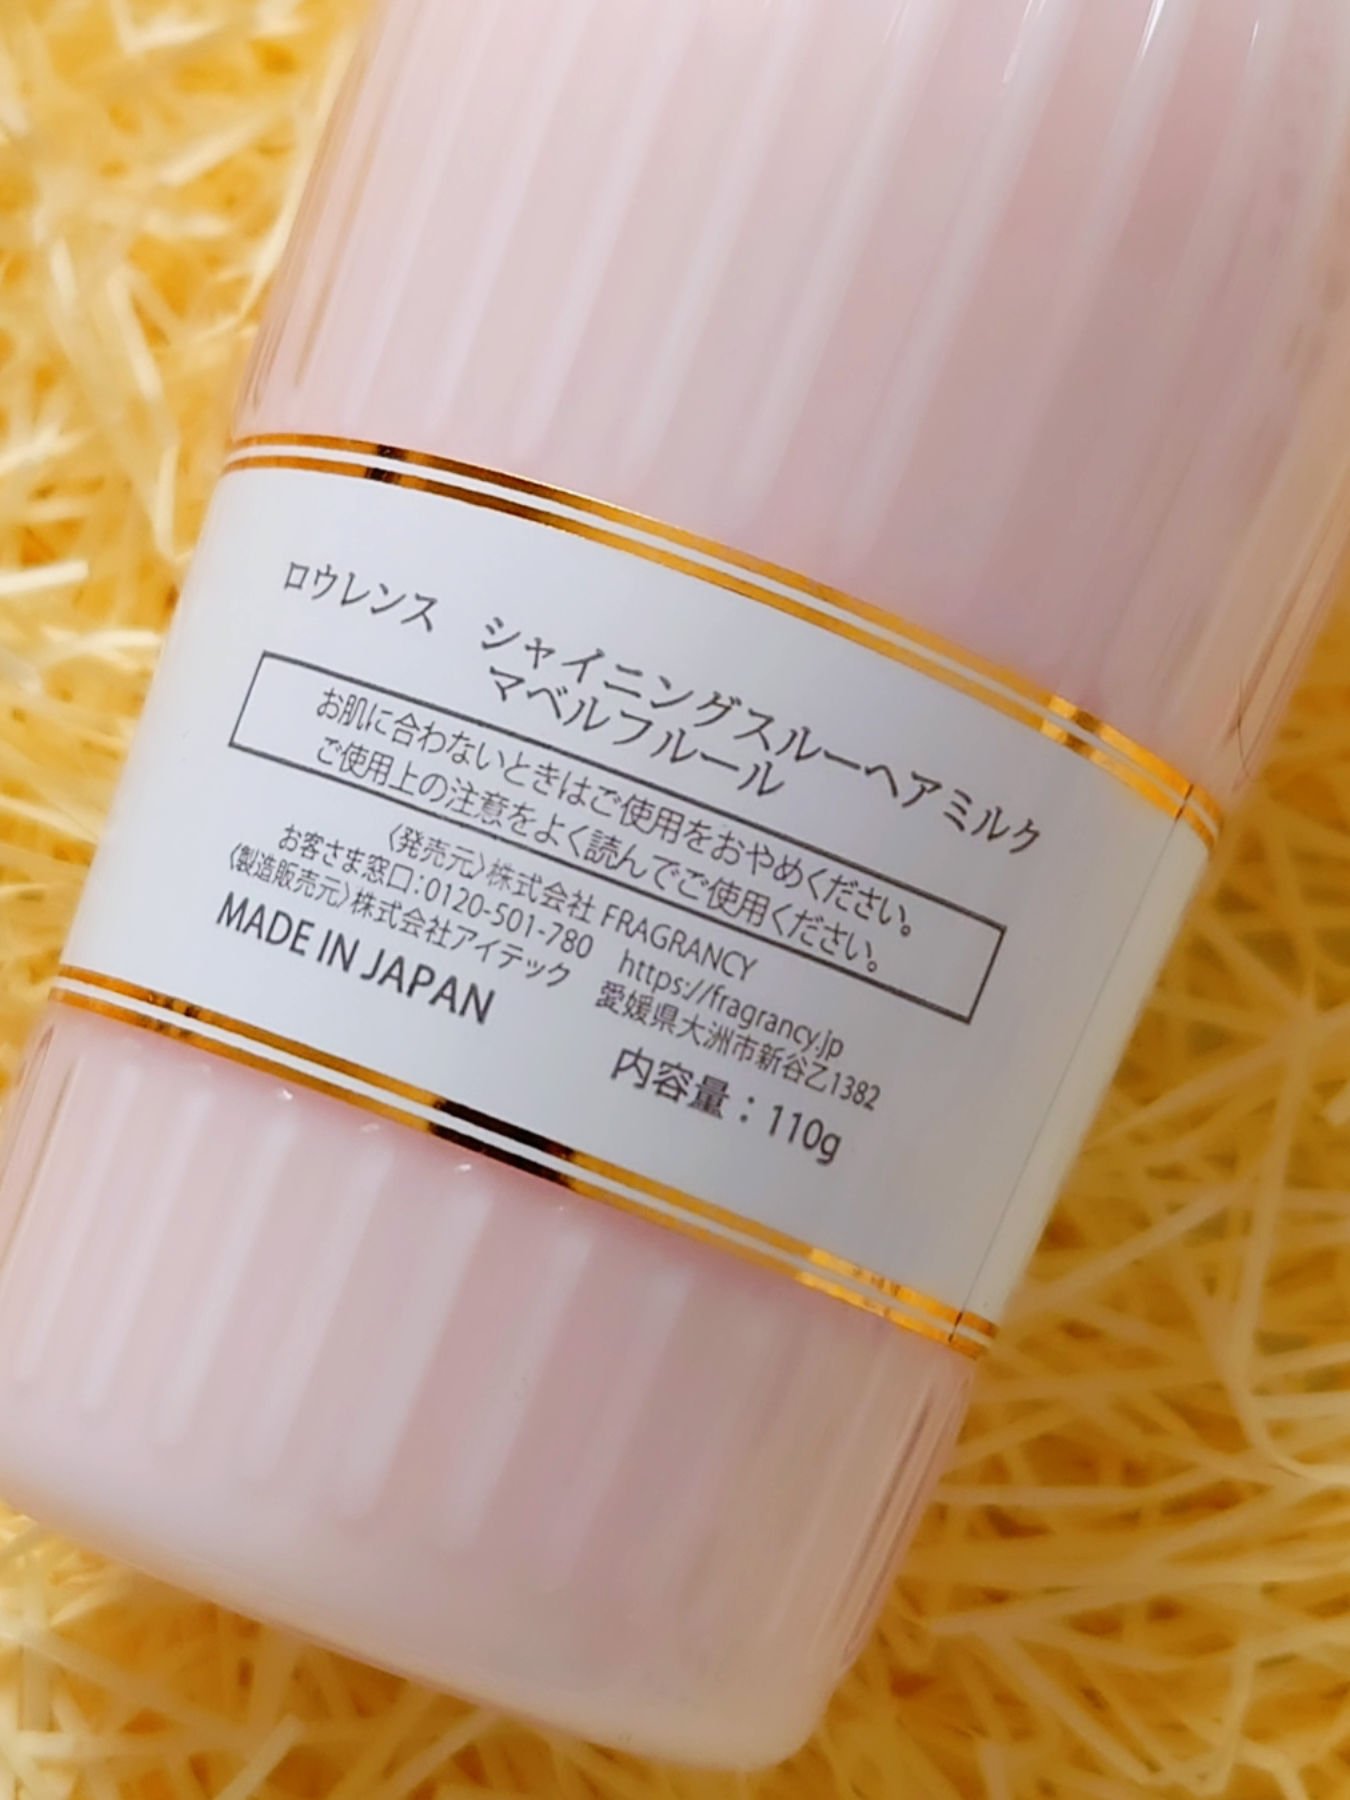 ロウレンス シャイニングスルーヘアミルク
マベルフルール
お肌に合わないときはご使用をおやめください。
ご使用上の注意をよく読んでご使用ください。
〈発売元〉株式会社 FRAGRANCY
お客さま窓口：0120-501-780 https://fragrancy.jp
〈製造販売元〉株式会社アイテック 愛媛県大洲市新谷乙1382
MADE IN JAPAN 内容量：110g